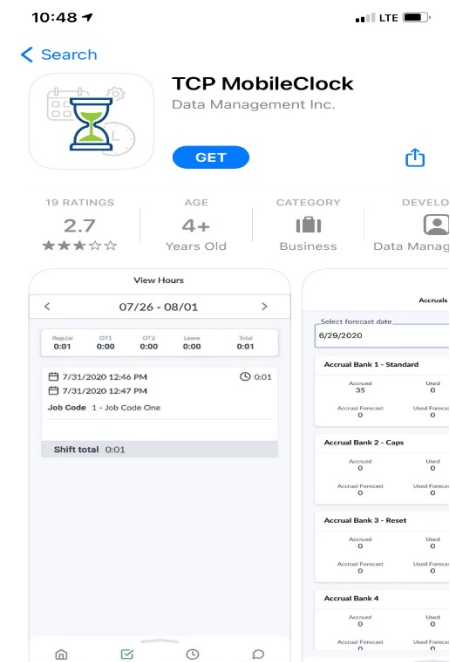 10:48 LTE
Search
TCP MobileClock
Data Management Inc.
GET
19 RATINGS AGE CATEGORY DEVELO
2.7 4+
Years Old Business Data Manag
View Hours
07/26 - 08/01
Regular OT1 OT2 Leave Total
0:01 0:00 0:00 0:00 0:01
7/31/2020 12:46 PM 0:01
7/31/2020 12:47 PM
Job Code 1 - Job Code One
Shift total 0:01
Accruals
Select forecast date
6/29/2020
Accrual Bank 1 - Standard
Accrued Used
35 0
Accrual Forecast Used Forecas
0 0
Accrual Bank 2 - Caps
Accrued Used
0 0
Accrual Forecast Used Forecas
0 0
Accrual Bank 3 - Reset
Accrued Used
0 0
Accrual Forecast Used Forecas
0 0
Accrual Bank 4
Accrued Used
0 0
Accrual Forecast Used Forecas
0 0